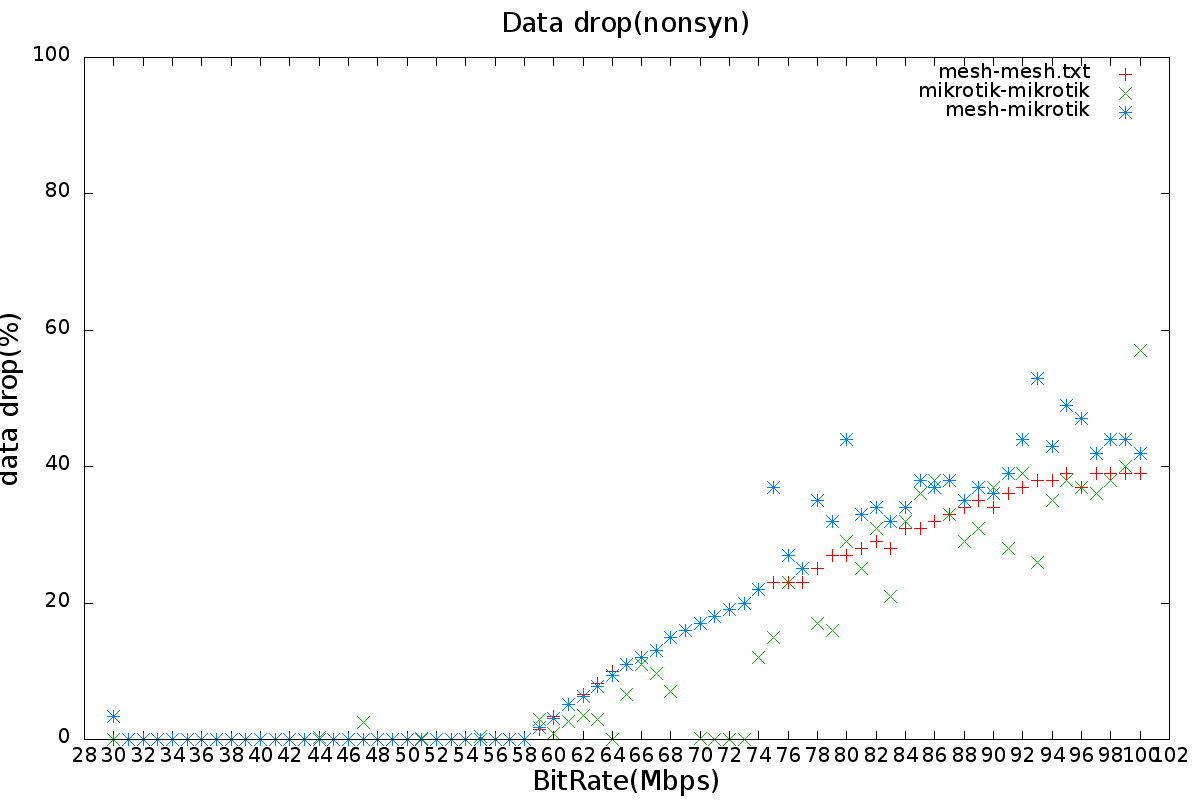 Data drop(nonsyn)
mesh-mesh.txt
mikrotik-mikrotik
mesh-mikrotik
data drop(%)
100
80
60
40
20
0
28 30 32 34 36 38 40 42 44 46 48 50 52 54 56 58 60 62 64 66 68 70 72 74 76 78 80 82 84 86 88 90 92 94 96 98 100 102
BitRate(Mbps)